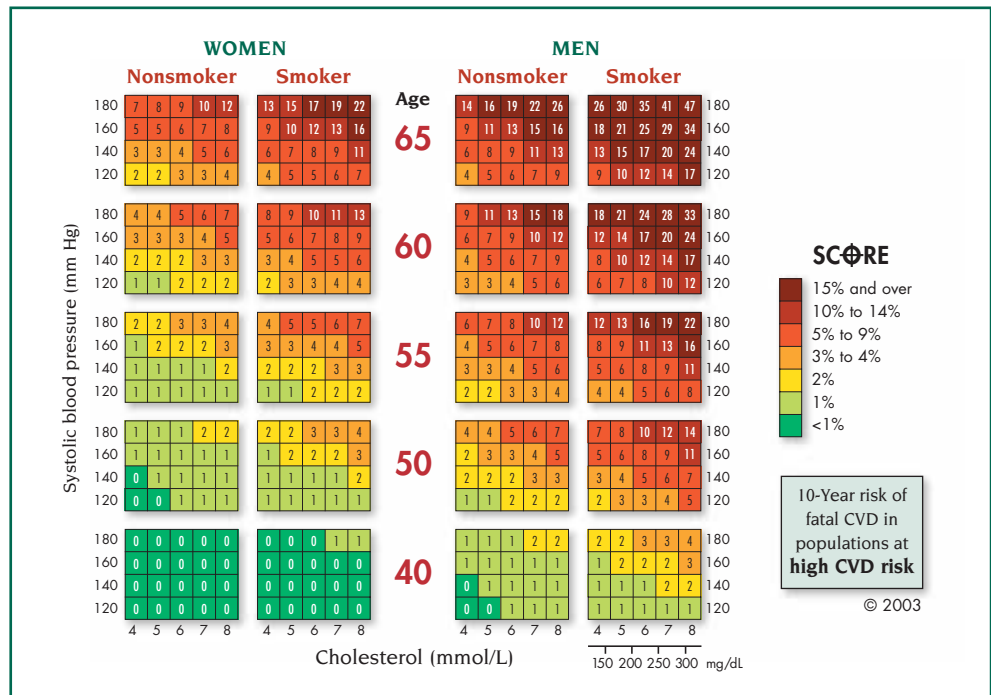 WOMEN MEN
Nonsmoker Smoker Nonsmoker Smoker
Age
180 7 8 9 10 12 13 15 17 19 22 14 16 19 22 26 26 30 35 41 47 180
160 5 5 6 7 8 9 10 12 13 16 9 11 13 15 16 18 21 25 29 34 160
65
140 3 3 4 5 6 6 7 8 9 11 6 8 9 11 13 13 15 17 20 24 140
120 2 2 3 3 4 4 5 5 6 7 4 5 6 7 9 9 10 12 14 17 120
180 4 4 5 6 7 8 9 10 11 13 9 11 13 15 18 18 21 24 28 33 180
160 3 3 3 4 5 5 6 7 8 9 6 7 9 10 12 12 14 17 20 24 160
60
140 2 2 2 3 3 3 4 5 5 6 4 5 6 7 9 8 10 12 14 17 140
120 1 1 2 2 2 2 3 3 4 4 3 3 4 5 6 6 7 8 10 12 120
180 2 2 3 3 4 4 5 5 6 7 6 7 8 10 12 12 13 16 19 22 180
160 1 2 2 2 3 3 3 4 4 5 4 5 6 7 8 8 9 11 13 16 160
55
140 1 1 1 1 2 2 2 2 3 3 3 3 4 5 6 5 6 8 9 11 140
120 1 1 1 1 1 1 1 2 2 2 2 2 3 3 4 4 4 5 6 8 120
180 1 1 1 2 2 2 2 3 3 4 4 4 5 6 7 7 8 10 12 14 180
160 1 1 1 1 1 1 2 2 2 3 2 3 3 4 5 5 6 8 9 11 160
50
140 0 1 1 1 1 1 1 1 1 2 2 2 2 3 3 3 4 5 6 7 140
120 0 0 1 1 1 1 1 1 1 1 1 1 2 2 2 2 3 3 4 5 120
180 0 0 0 0 0 0 0 0 1 1 1 1 1 2 2 2 2 3 3 4 180
160 0 0 0 0 0 0 0 0 0 0 1 1 1 1 1 1 2 2 2 3 160
40
140 0 0 0 0 0 0 0 0 0 0 0 1 1 1 1 1 1 1 2 2 140
120 0 0 0 0 0 0 0 0 0 0 0 0 1 1 1 1 1 1 1 1 120
4 5 6 7 8 4 5 6 7 8 4 5 6 7 8 4 5 6 7 8
150 200 250 300 mg/dL
Cholesterol (mmol/L)
Systolic blood pressure (mm Hg)
SCORE
15% and over
10% to 14%
5% to 9%
3% to 4%
2%
1%
<1%
10-Year risk of
fatal CVD in
populations at
high CVD risk
© 2003